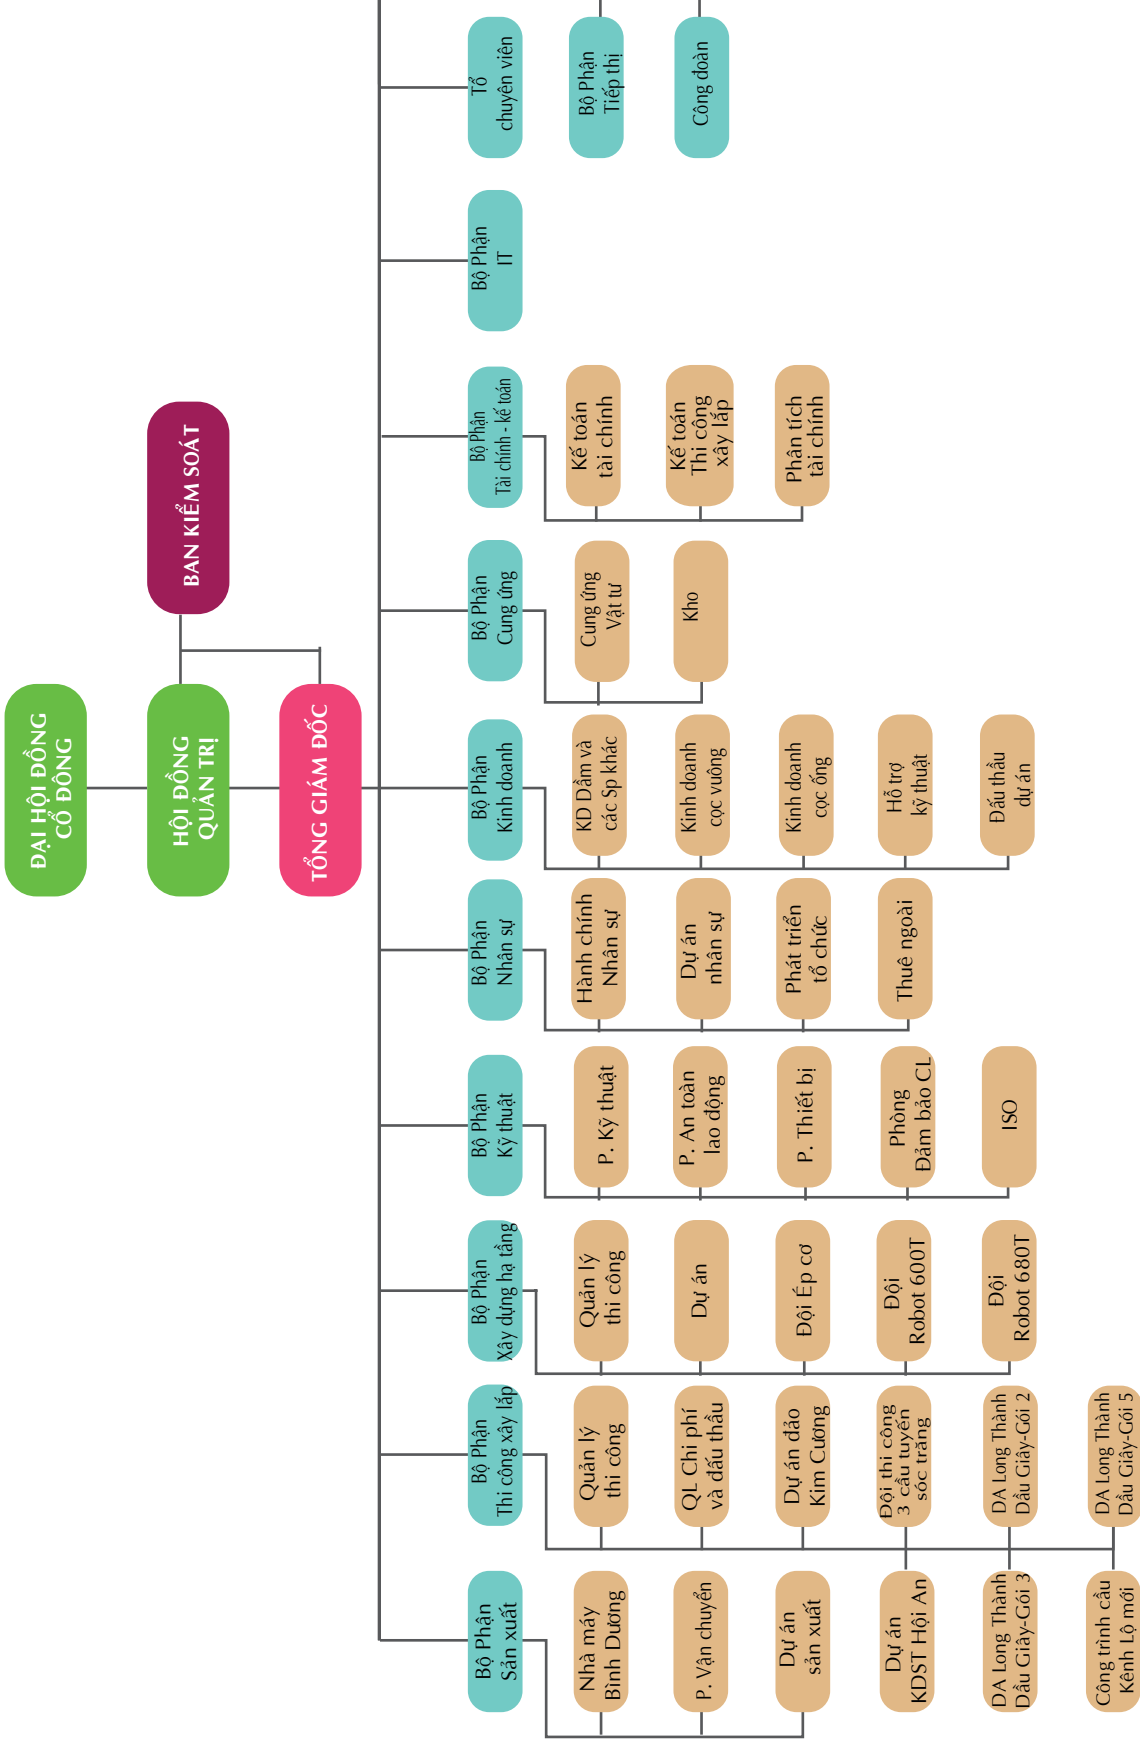 ĐẠI HỘI ĐỒNG
CỔ ĐÔNG
HỘI ĐỒNG
QUẢN TRỊ
BAN KIỂM SOÁT
TỔNG GIÁM ĐỐC
Bộ Phận
Sản xuất
Nhà máy
Bình Dương
P. Vận chuyển
Dự án
sản xuất
Bộ Phận
Thi công xây lắp
Quản lý
thi công
QL Chi phí
và đấu thầu
Dự án đảo
Kim Cương
Đội thi công
3 cầu tuyến
sóc trăng
DA Long Thành
Dầu Giây-Gói 2
DA Long Thành
Dầu Giây-Gói 5
Dự án
KDST Hội An
DA Long Thành
Dầu Giây-Gói 3
Công trình cầu
Kênh Lộ mới
Bộ Phận
Xây dựng hạ tầng
Quản lý
thi công
Dự án
Đội Ép cơ
Đội
Robot 600T
Đội
Robot 680T
Bộ Phận
Kỹ thuật
P. Kỹ thuật
P. An toàn
lao động
P. Thiết bị
Phòng
Đảm bảo CL
ISO
Bộ Phận
Nhân sự
Hành chính
Nhân sự
Dự án
nhân sự
Phát triển
tổ chức
Thuê ngoài
Bộ Phận
Kinh doanh
KD Dầm và
các Sp khác
Kinh doanh
cọc vuông
Kinh doanh
cọc ống
Hỗ trợ
kỹ thuật
Đấu thầu
dự án
Bộ Phận
Cung ứng
Cung ứng
Vật tư
Kho
Bộ Phận
Tài chính - kế toán
Kế toán
tài chính
Kế toán
Thi công
xây lắp
Phân tích
tài chính
Bộ Phận
IT
Tổ
chuyên viên
Bộ Phận
Tiếp thị
Công đoàn